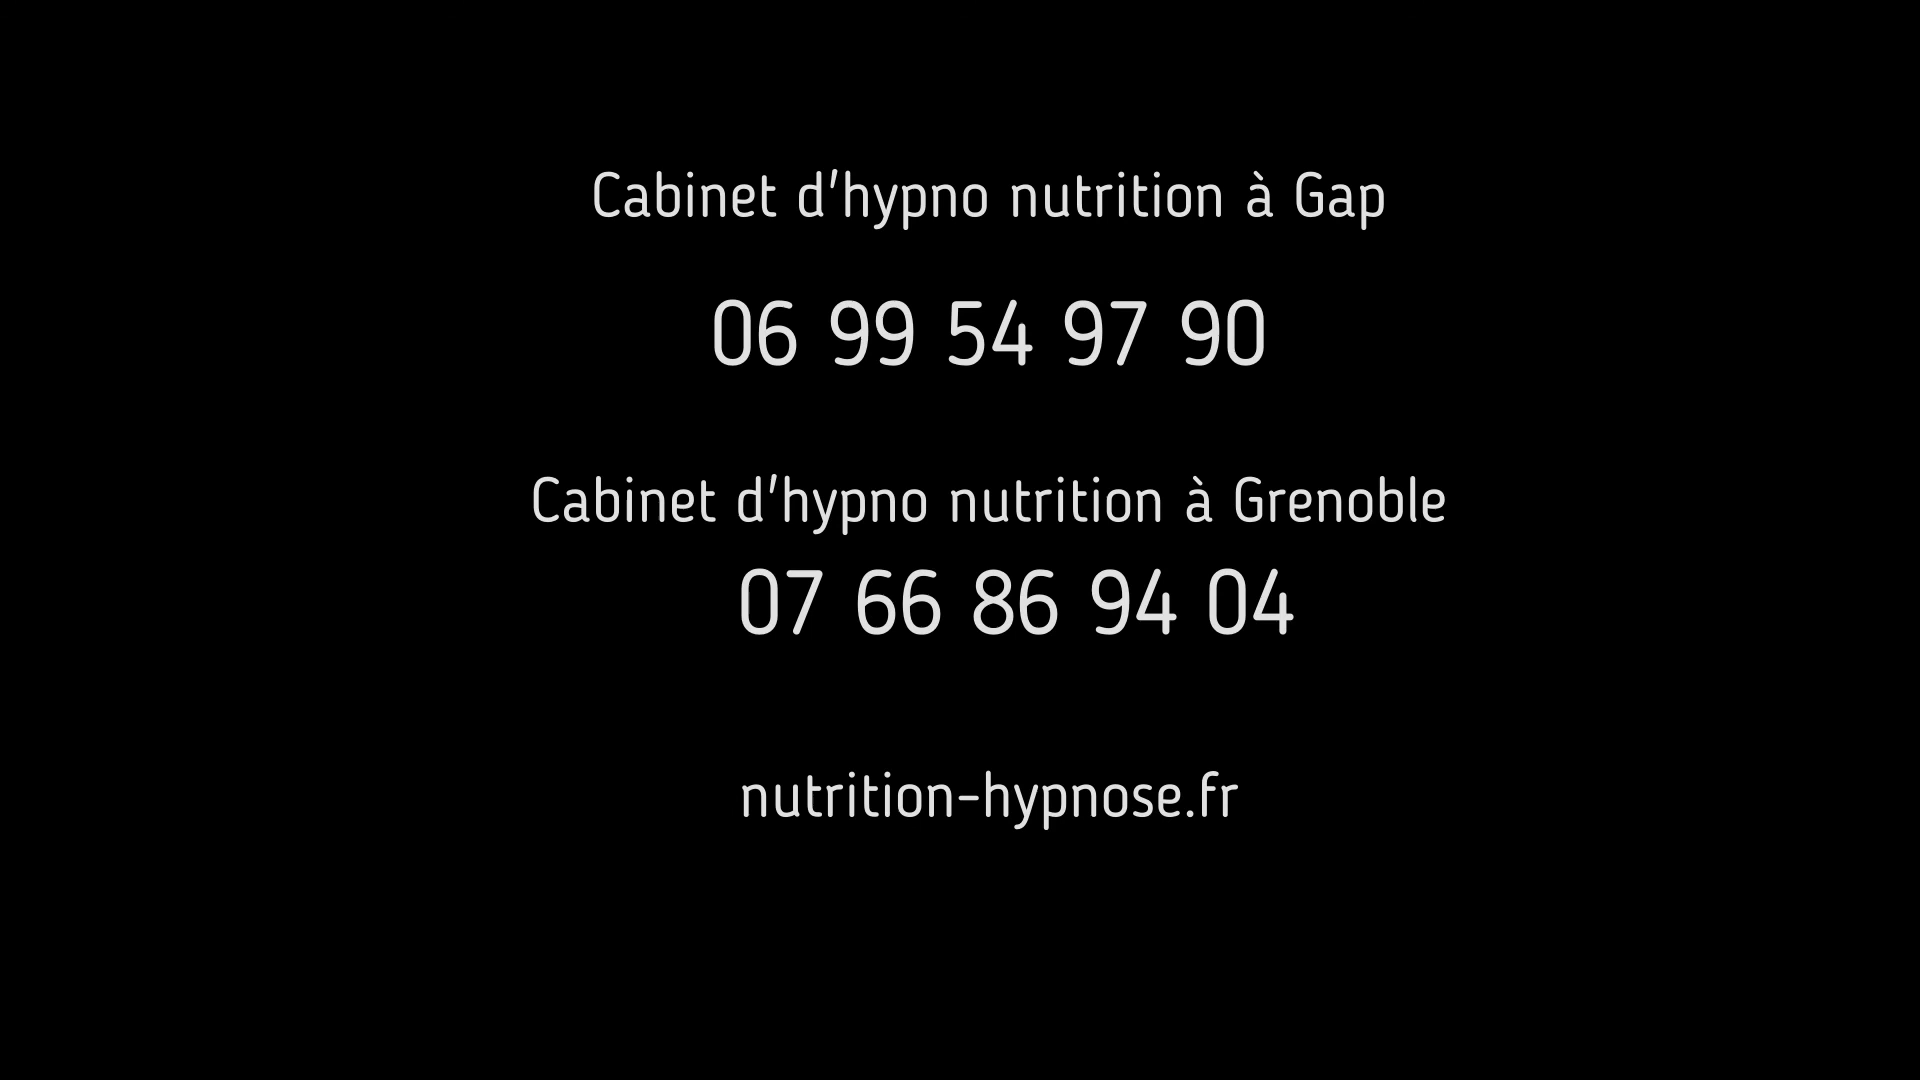 Cabinet d'hypno nutrition à Gap
06 99 54 97 90
Cabinet d'hypno nutrition à Grenoble
07 66 86 94 04
nutrition-hypnose.fr